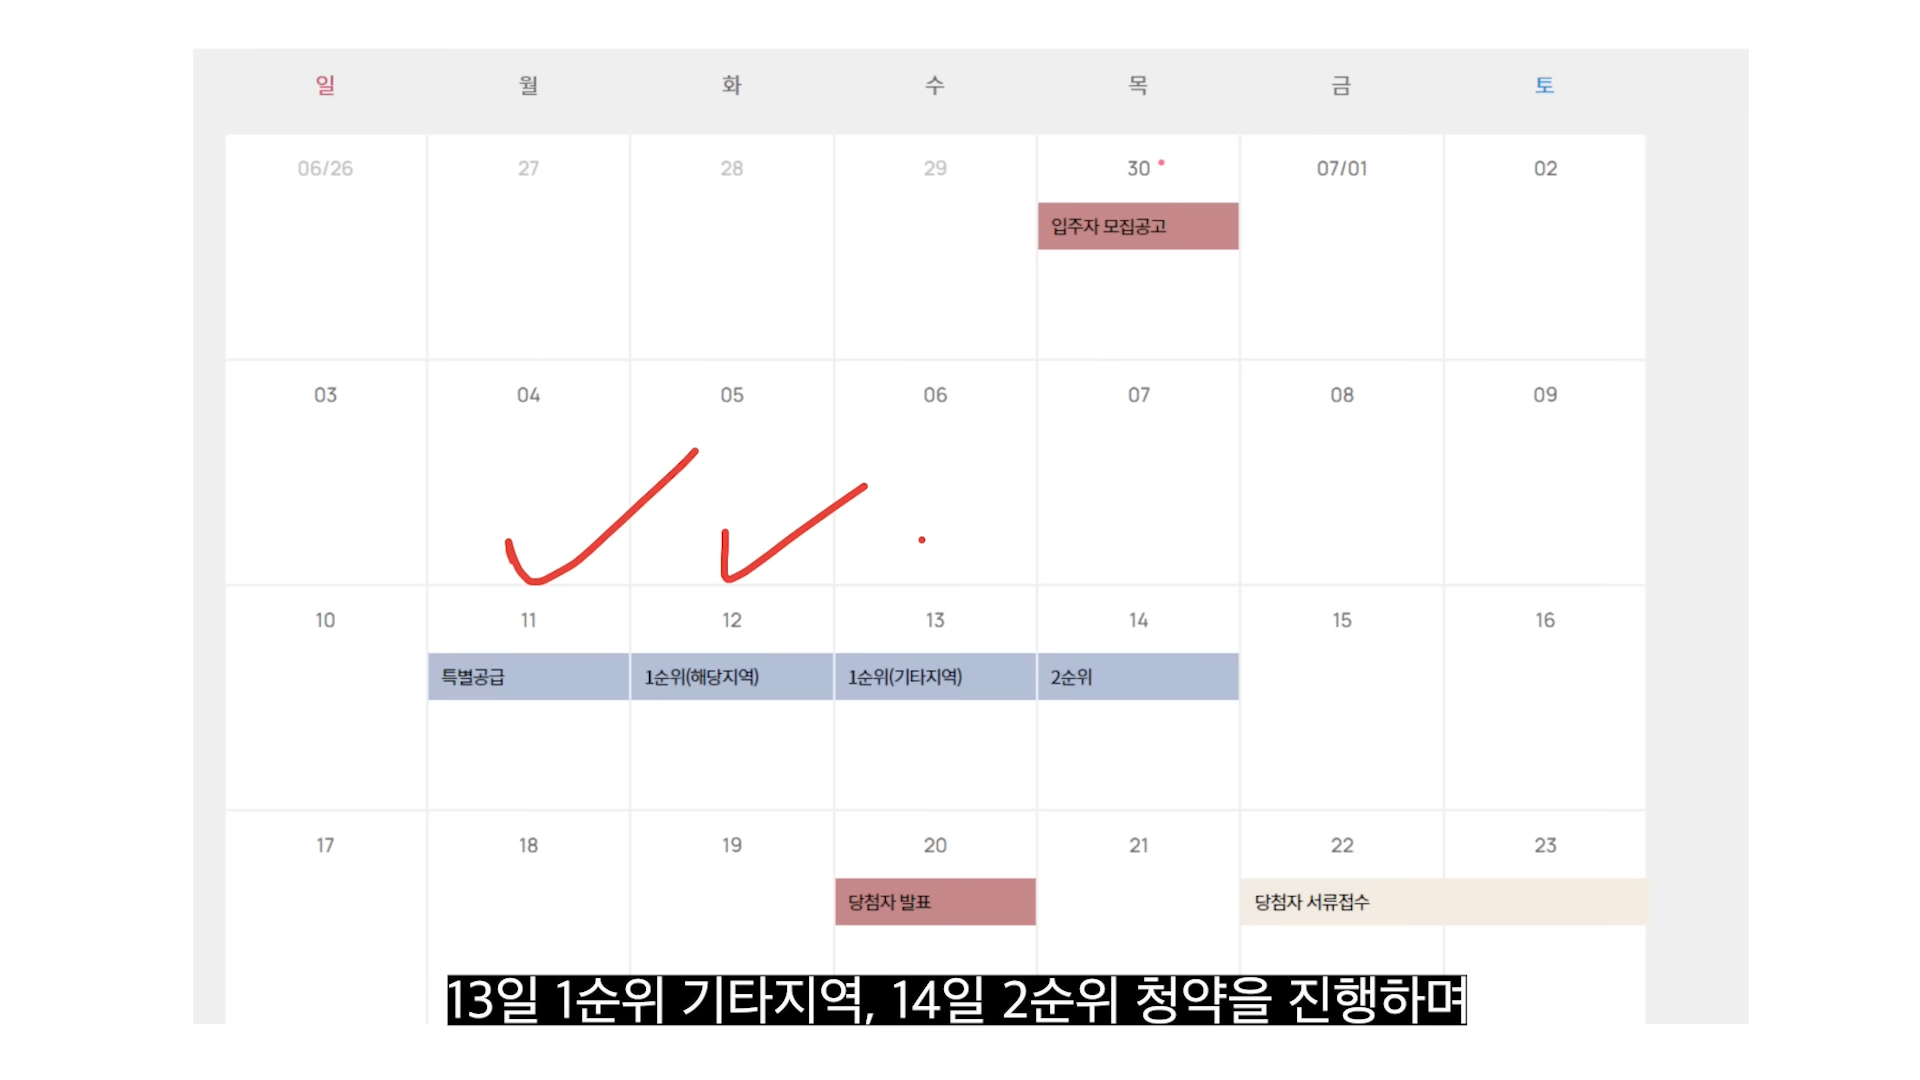 일 월 화 수 목 금 토
06/26 27 28 29 30 07/01 02
입주자 모집공고
03 04 05 06 07 08 09
10 11 12 13 14 15 16
특별공급 1순위(해당지역) 1순위(기타지역) 2순위
17 18 19 20 21 22 23
당첨자 발표 당첨자 서류접수
13일 1순위 기타지역, 14일 2순위 청약을 진행하며